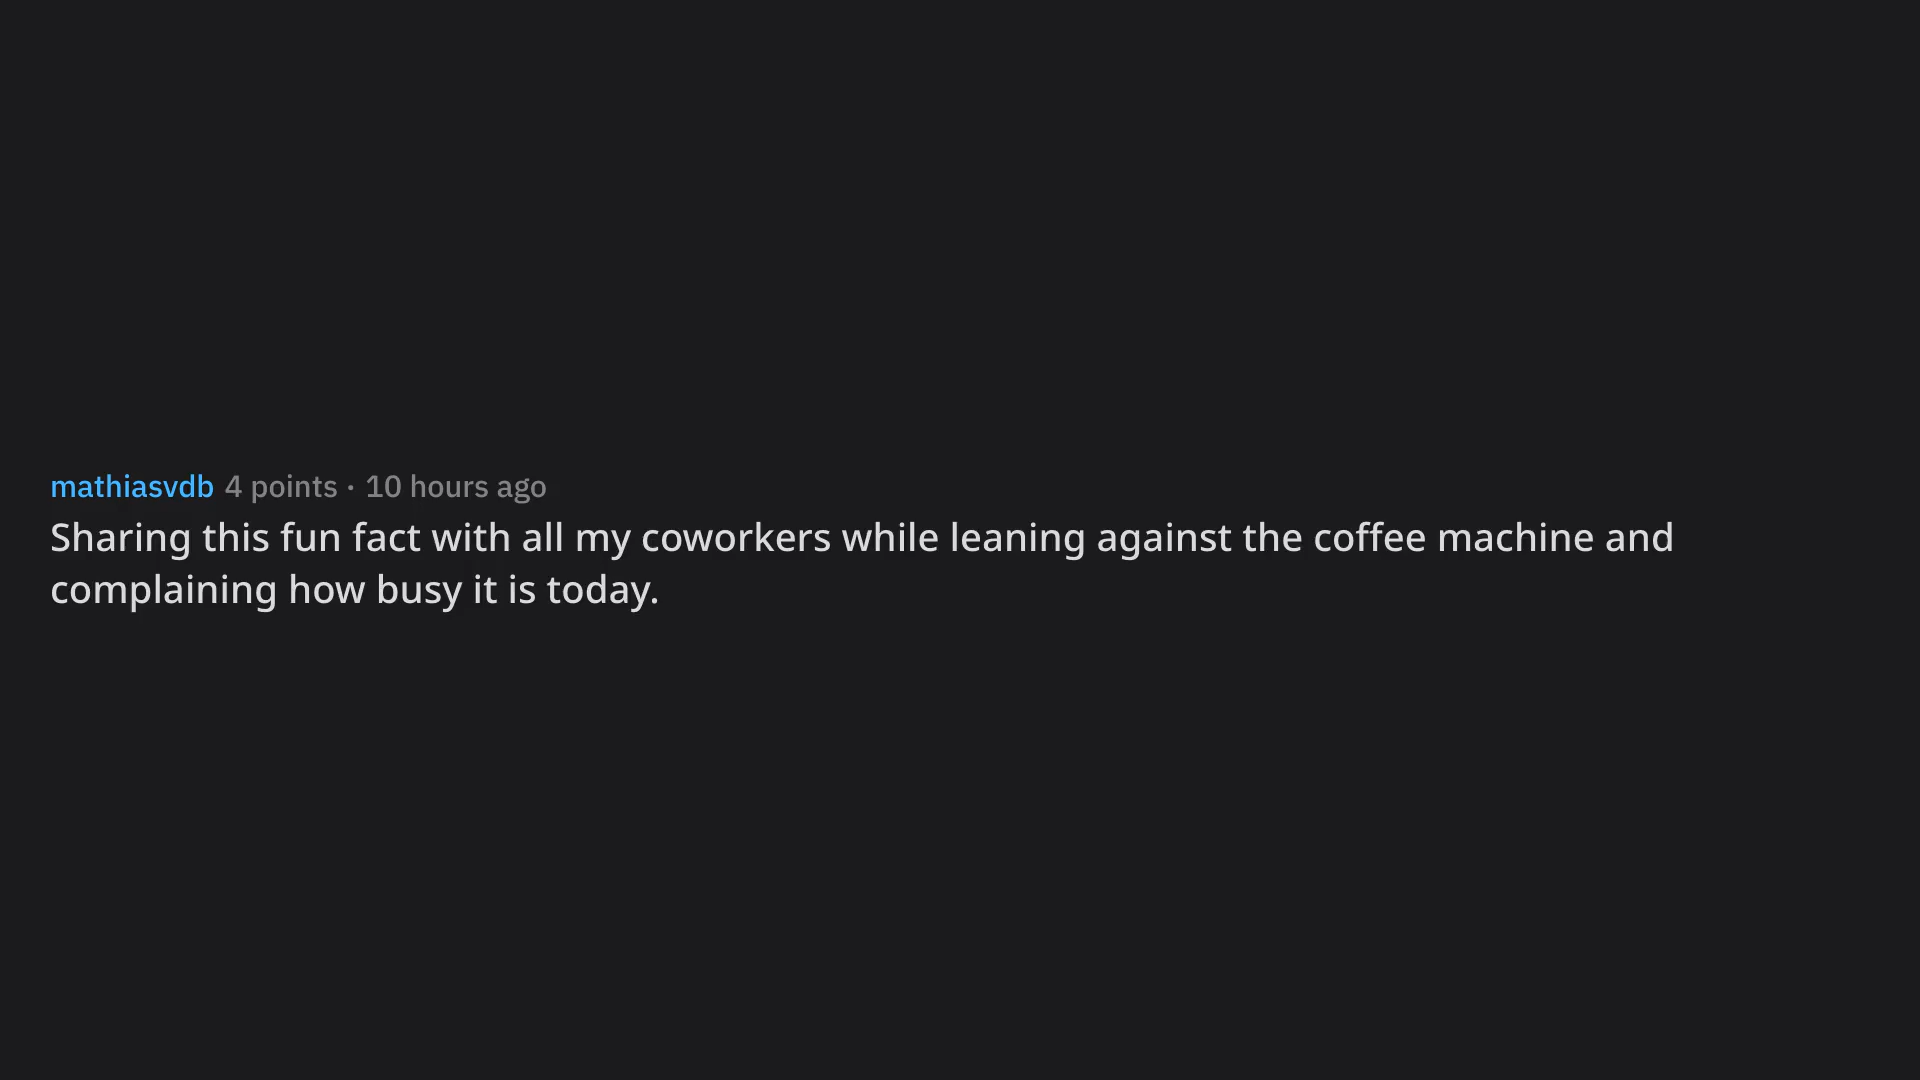 mathiasvdb 4 points · 10 hours ago
Sharing this fun fact with all my coworkers while leaning against the coffee machine and
complaining how busy it is today.